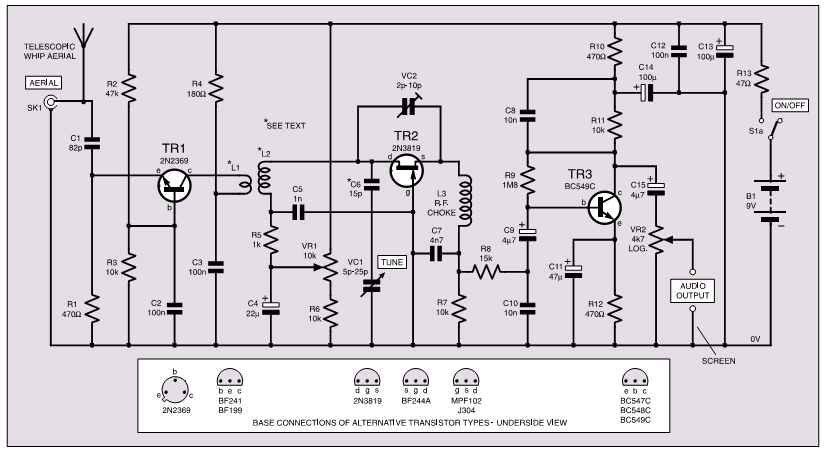 TELESCOPIC
WHIP AERIAL
AERIAL
SK1
C1
82p
R2
47k
R4
180Ω
TR1
2N2369
e
c
b
*L1
*L2
*SEE TEXT
VC2
2p-10p
TR2
2N3819
d
s
g
*C6
15p
C5
1n
L3
R.F.
CHOKE
R5
1k
VR1
10k
VC1
5p-25p
TUNE
C7
4n7
R8
15k
R3
10k
R1
470Ω
C2
100n
C3
100n
C4
22µ
+
R6
10k
R7
10k
C8
10n
R9
1M8
C9
4µ7
+
C10
10n
R10
470Ω
R11
10k
C14
100µ
+
C12
100n
C13
100µ
+
R13
47Ω
ON/OFF
S1a
TR3
BC549C
b
c
e
C15
4µ7
+
VR2
4k7
LOG.
C11
47µ
+
R12
470Ω
B1
9V
+
−
AUDIO
OUTPUT
SCREEN
0V
b
e
c
2N2369
b e c
BF241
BF199
d g s
2N3819
s g d
BF244A
g s d
MPF102
J304
e b c
BC547C
BC548C
BC549C
BASE CONNECTIONS OF ALTERNATIVE TRANSISTOR TYPES - UNDERSIDE VIEW